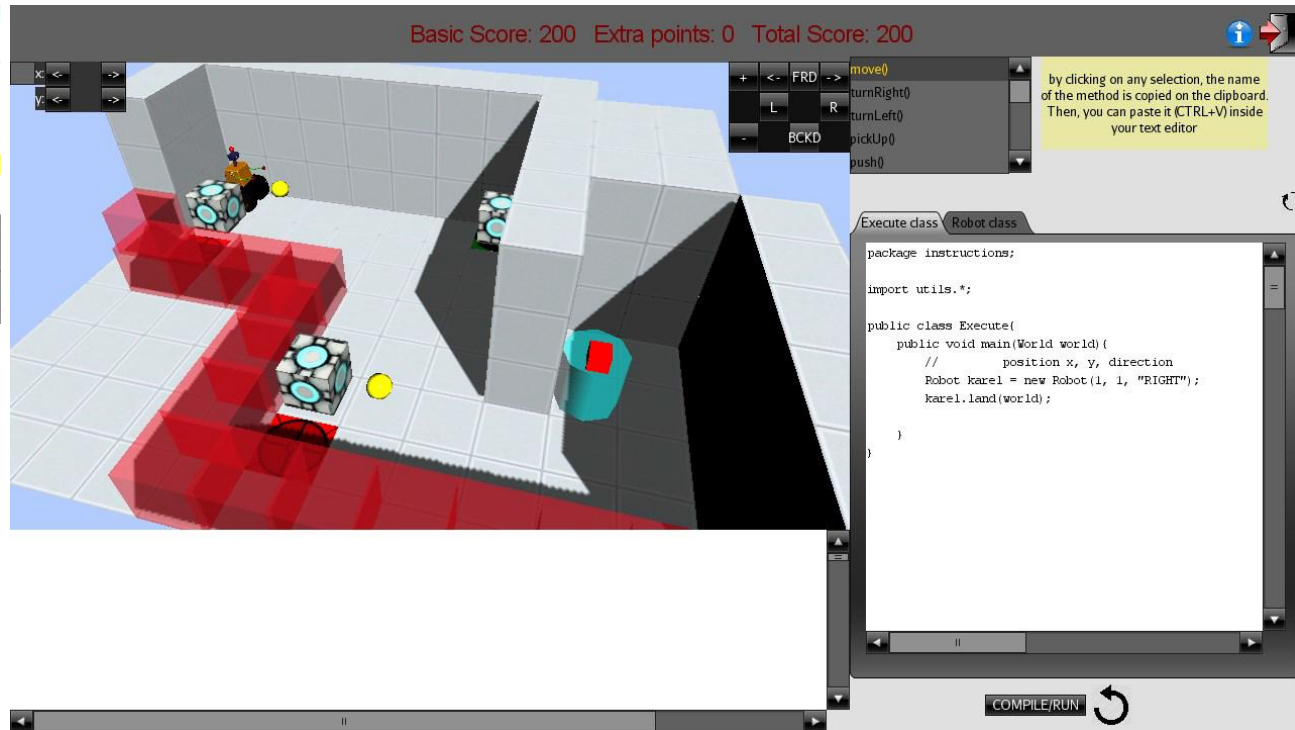 Basic Score: 200 Extra points: 0 Total Score: 200
x: <- ->
y: <- ->
+ <- FRD ->
L R
- BCKD
move()
turnRight()
turnLeft()
pickUp()
push()
by clicking on any selection, the name
of the method is copied on the clipboard.
Then, you can paste it (CTRL+V) inside
your text editor
Execute class Robot class
package instructions;
import utils.*;
public class Execute{
public void main(World world){
// position x, y, direction
Robot karel = new Robot(1, 1, "RIGHT");
karel.land(world);
}
}
COMPILE/RUN